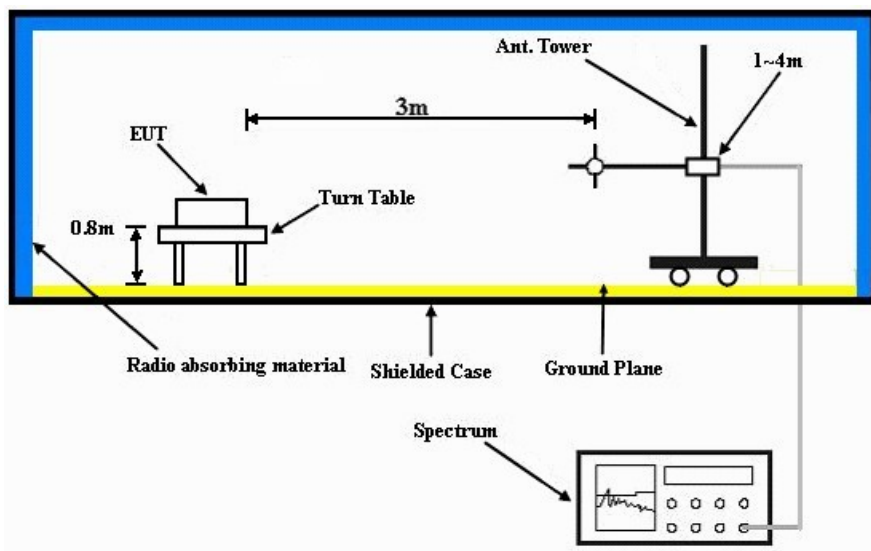 Ant. Tower
1~4m
3m
EUT
Turn Table
0.8m
Radio absorbing material
Shielded Case
Ground Plane
Spectrum